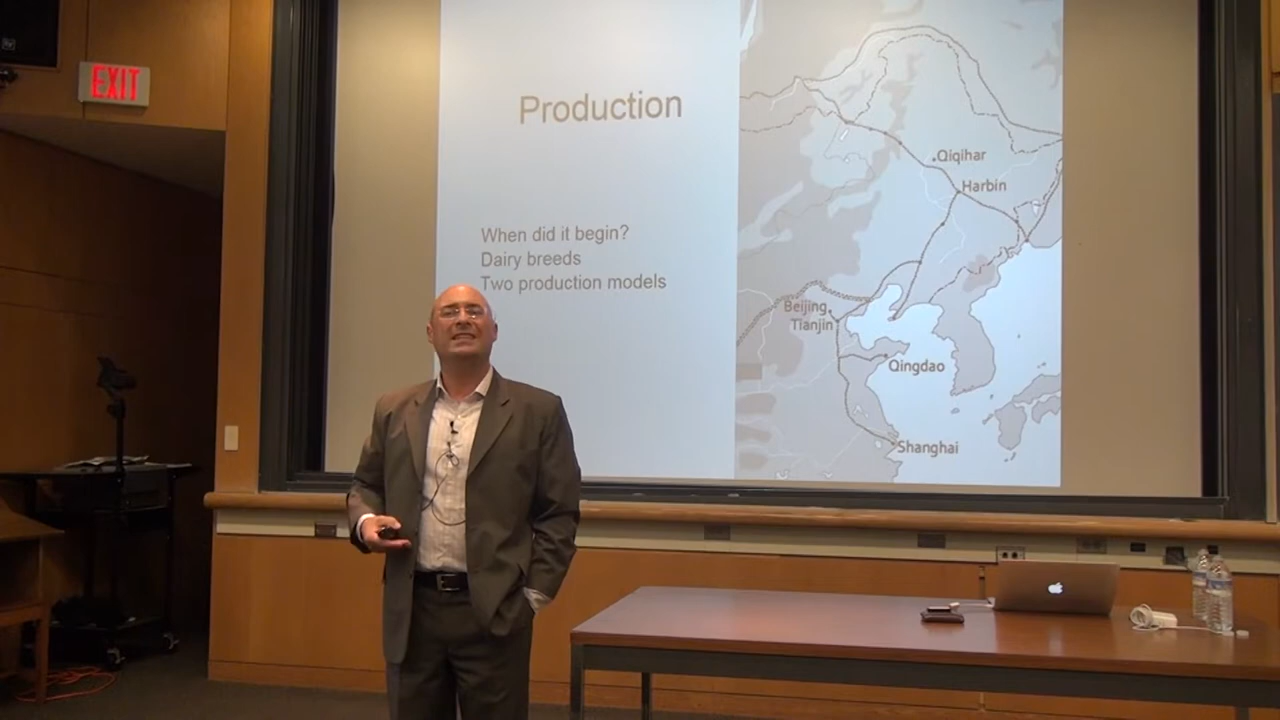 EXIT
Production
When did it begin?
Dairy breeds
Two production models
Qiqihar
Harbin
Beijing
Tianjin
Qingdao
Shanghai